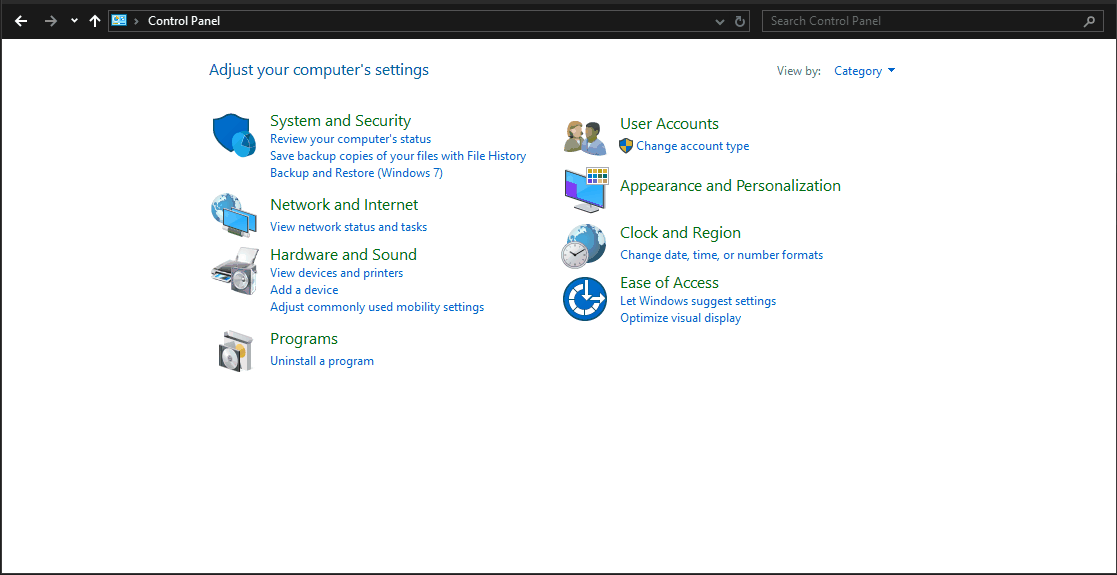 Control Panel
Search Control Panel
Adjust your computer's settings
View by: Category
System and Security
Review your computer's status
Save backup copies of your files with File History
Backup and Restore (Windows 7)
Network and Internet
View network status and tasks
Hardware and Sound
View devices and printers
Add a device
Adjust commonly used mobility settings
Programs
Uninstall a program
User Accounts
Change account type
Appearance and Personalization
Clock and Region
Change date, time, or number formats
Ease of Access
Let Windows suggest settings
Optimize visual display